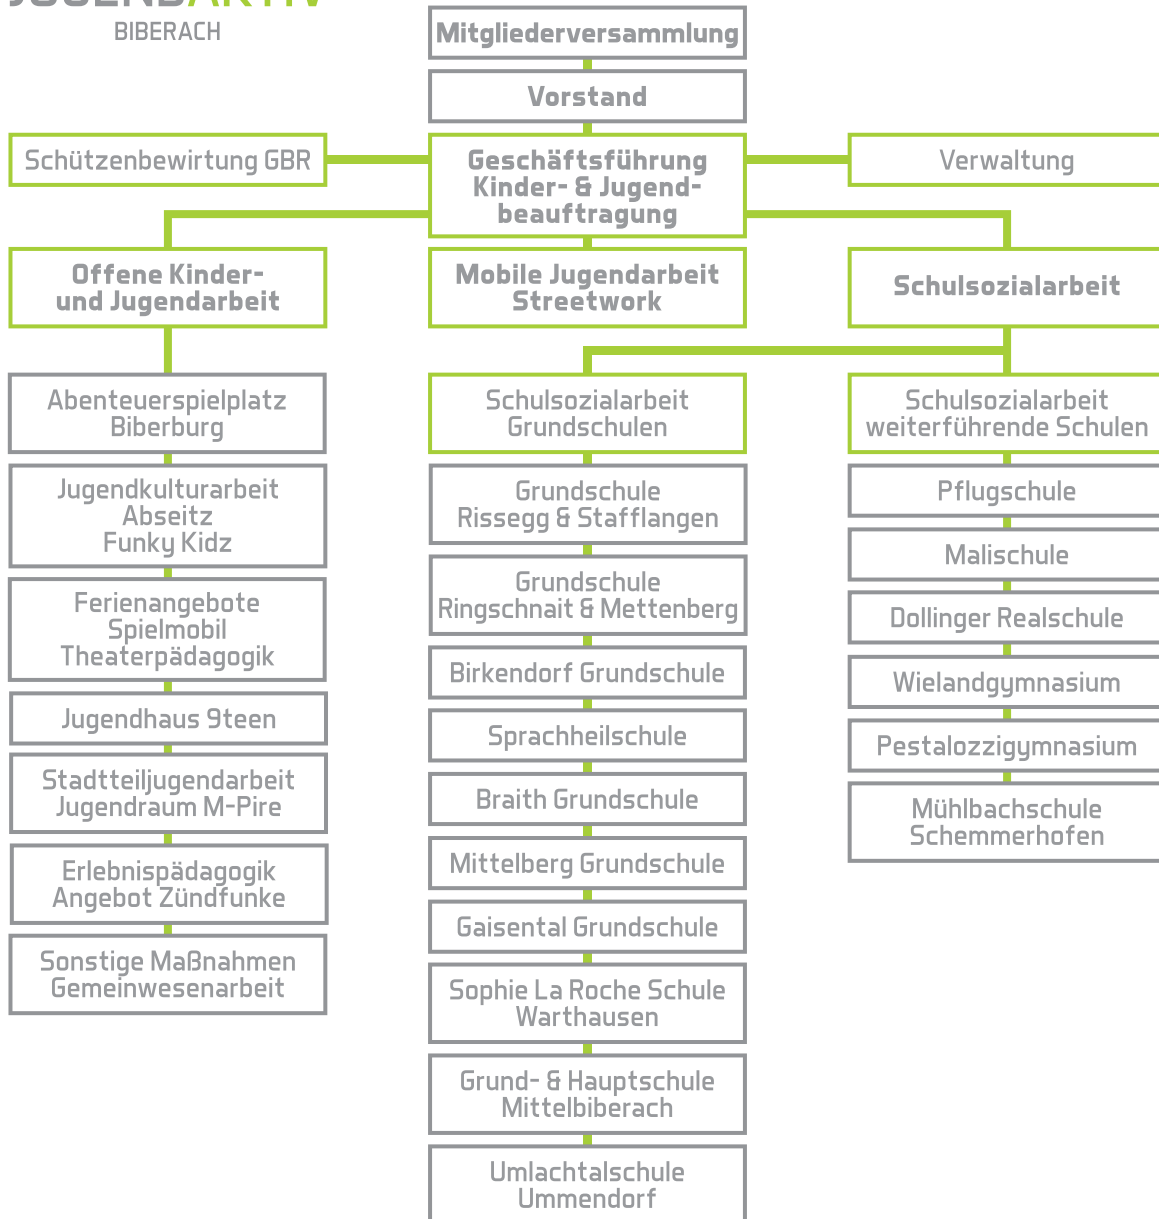 JUGENDAKTIV
BIBERACH
Mitgliederversammlung
Vorstand
Schützenbewirtung GBR
Geschäftsführung
Kinder- & Jugend-
beauftragung
Verwaltung
Offene Kinder-
und Jugendarbeit
Mobile Jugendarbeit
Streetwork
Schulsozialarbeit
Abenteuerspielplatz
Biberburg
Jugendkulturarbeit
Abseitz
Funky Kidz
Ferienangebote
Spielmobil
Theaterpädagogik
Jugendhaus 9teen
Stadtteiljugendarbeit
Jugendraum M-Pire
Erlebnispädagogik
Angebot Zündfunke
Sonstige Maßnahmen
Gemeinwesenarbeit
Schulsozialarbeit
Grundschulen
Grundschule
Rissegg & Stafflangen
Grundschule
Ringschnait & Mettenberg
Birkendorf Grundschule
Sprachheilschule
Braith Grundschule
Mittelberg Grundschule
Gaisental Grundschule
Sophie La Roche Schule
Warthausen
Grund- & Hauptschule
Mittelbiberach
Umlachtalschule
Ummendorf
Schulsozialarbeit
weiterführende Schulen
Pflugschule
Malischule
Dollinger Realschule
Wielandgymnasium
Pestalozzigymnasium
Mühlbachschule
Schemmerhofen